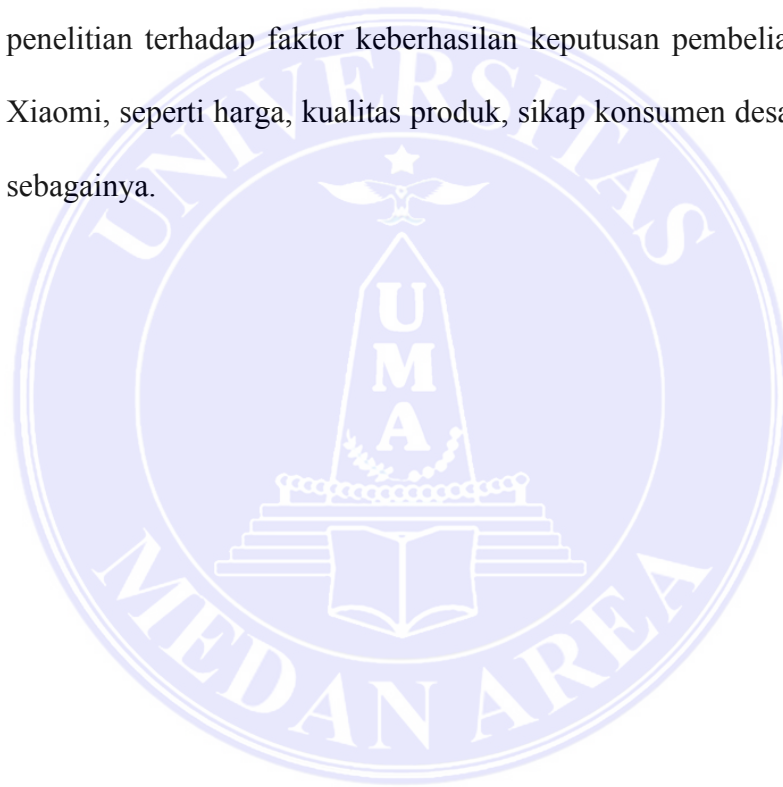 penelitian terhadap faktor keberhasilan keputusan pembelia
Xiaomi, seperti harga, kualitas produk, sikap konsumen desa
sebagainya.
UNIVERSITAS
UMA
MEDAN AREA